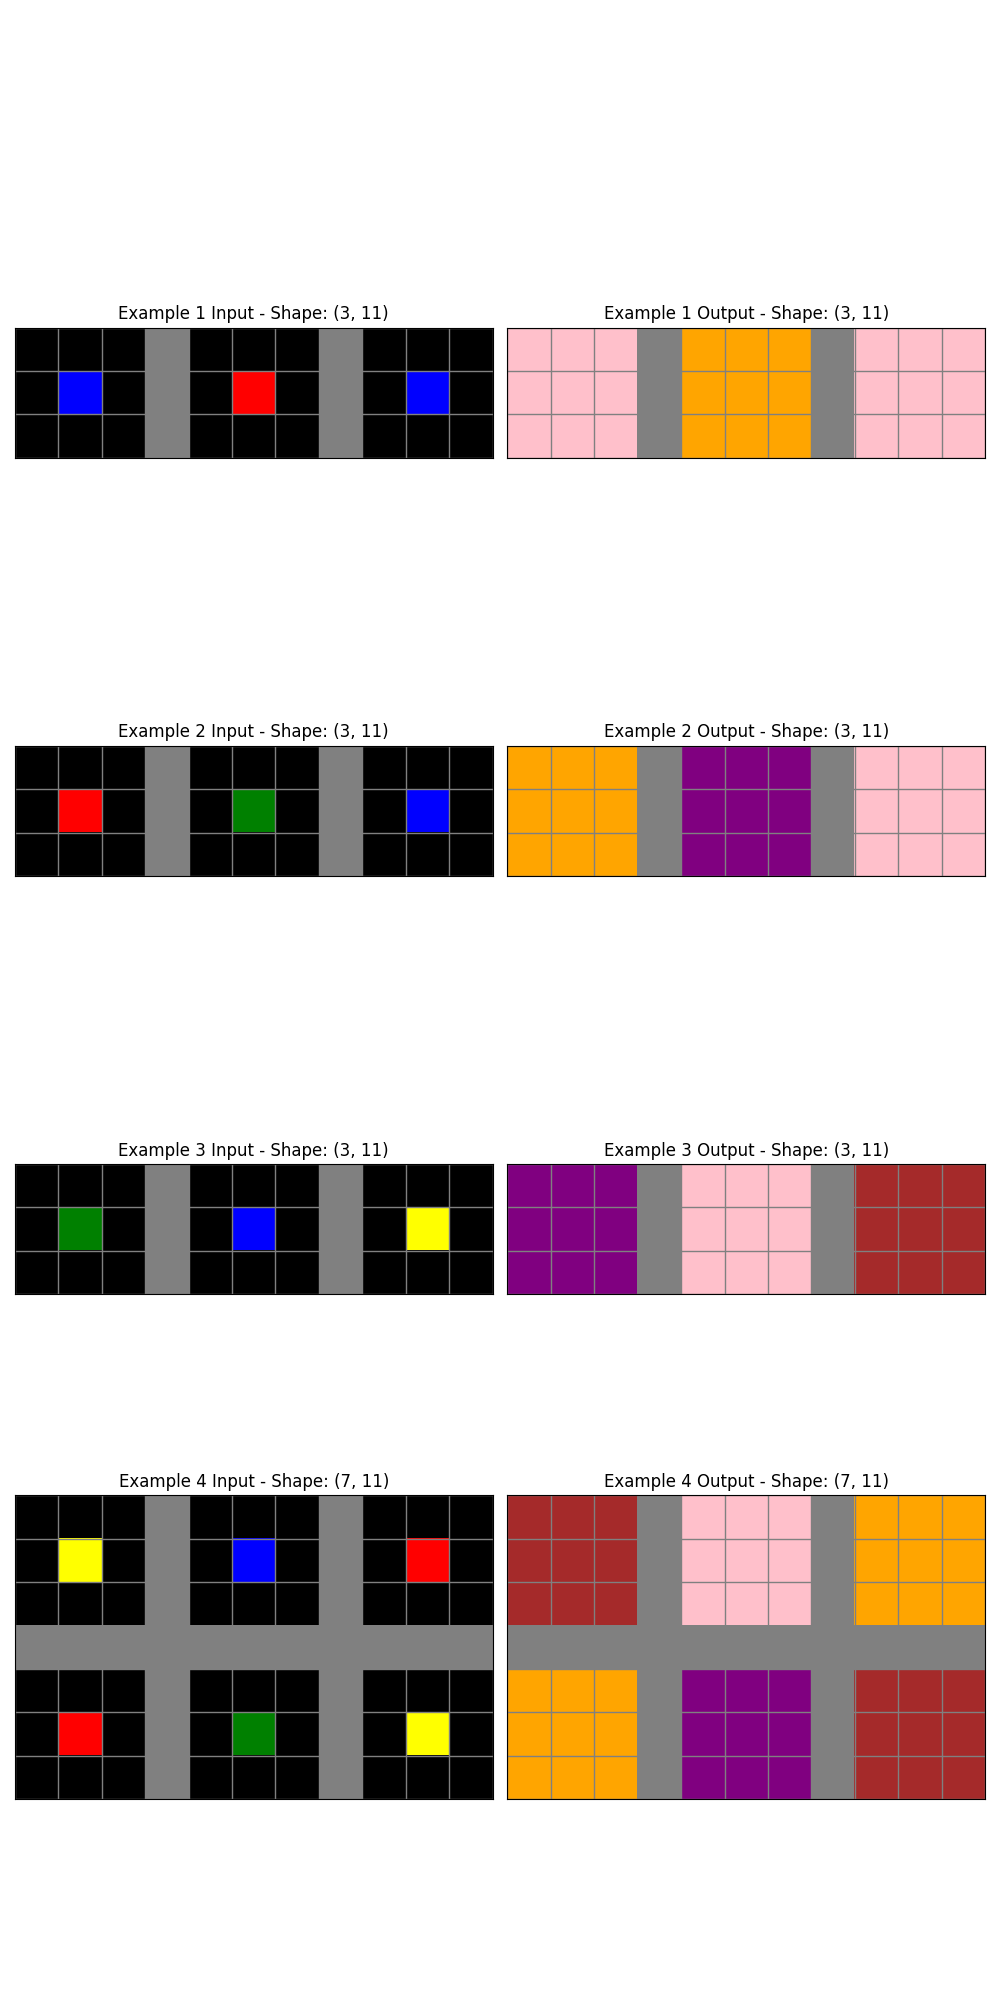 Example 1 Input - Shape: (3, 11)
Example 1 Output - Shape: (3, 11)
Example 2 Input - Shape: (3, 11)
Example 2 Output - Shape: (3, 11)
Example 3 Input - Shape: (3, 11)
Example 3 Output - Shape: (3, 11)
Example 4 Input - Shape: (7, 11)
Example 4 Output - Shape: (7, 11)